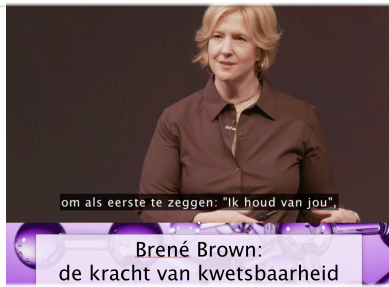 om als eerste te zeggen: "Ik houd van jou",
Brené Brown:
de kracht van kwetsbaarheid